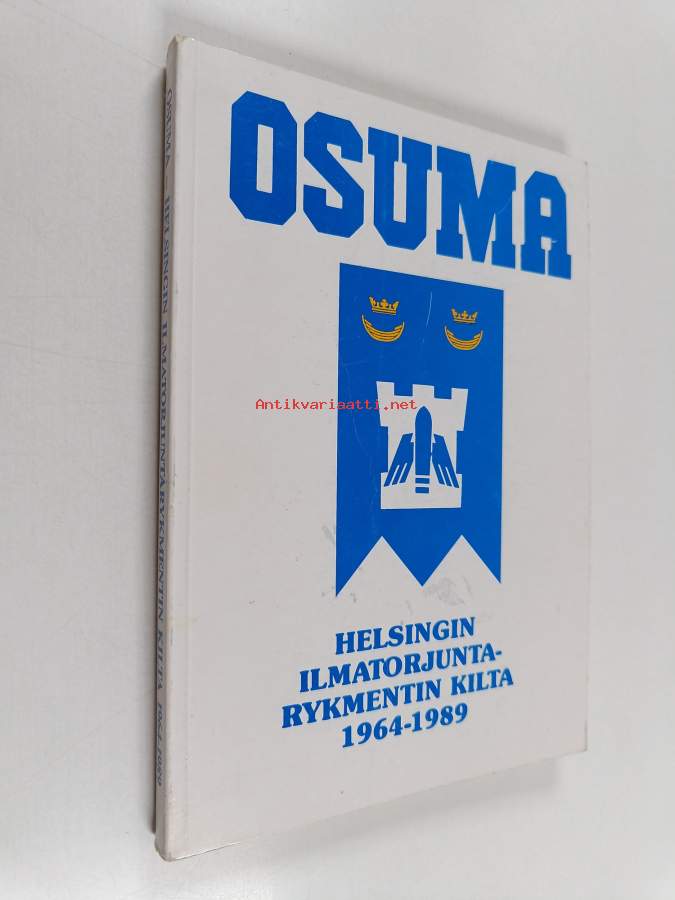 OSUMA
Antikvariaatti.net
HELSINGIN
ILMATORJUNTA-
RYKMENTIN KILTA
1964-1989
OSUMA HELSINGIN ILMATORJUNTARYKMENTIN KILTA 1964-1989